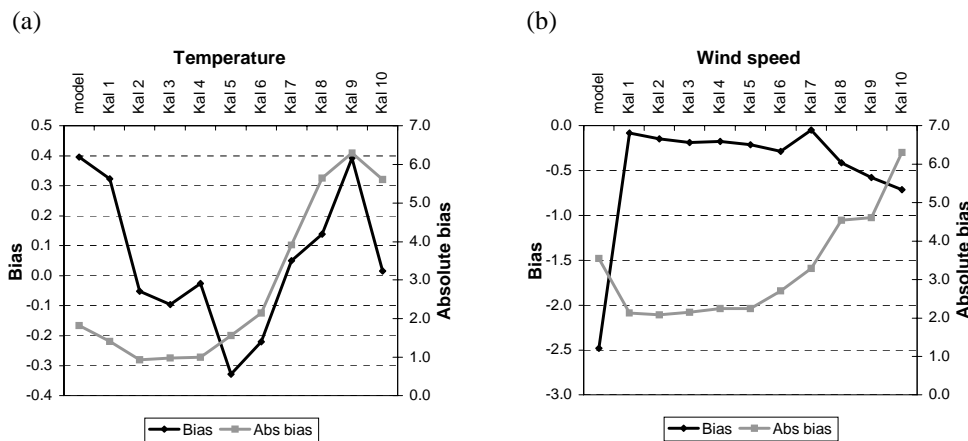 (a)
Temperature
model
Kal 1
Kal 2
Kal 3
Kal 4
Kal 5
Kal 6
Kal 7
Kal 8
Kal 9
Kal 10
0.5
0.4
0.3
0.2
0.1
0.0
-0.1
-0.2
-0.3
-0.4
Bias
7.0
6.0
5.0
4.0
3.0
2.0
1.0
0.0
Absolute bias
Bias
Abs bias
(b)
Wind speed
model
Kal 1
Kal 2
Kal 3
Kal 4
Kal 5
Kal 6
Kal 7
Kal 8
Kal 9
Kal 10
0.0
-0.5
-1.0
-1.5
-2.0
-2.5
-3.0
Bias
7.0
6.0
5.0
4.0
3.0
2.0
1.0
0.0
Absolute bias
Bias
Abs bias